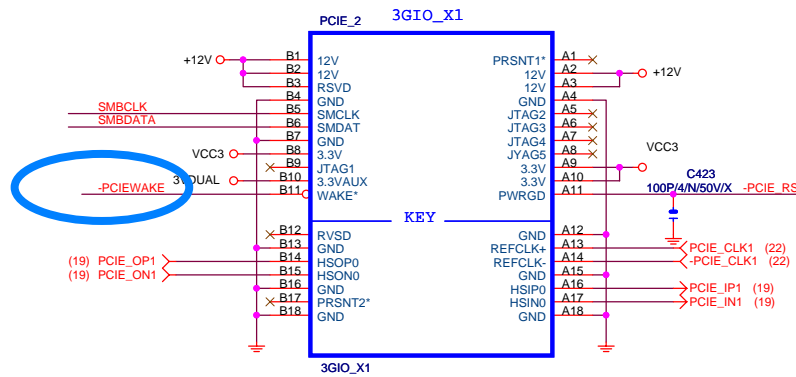 PCIE_2 3GIO_X1
+12V B1 12V PRSNT1* A1
B2 12V 12V A2 +12V
B3 RSVD 12V A3
B4 GND GND A4
SMBCLK B5 SMCLK JTAG2 A5
SMBDATA B6 SMDAT JTAG3 A6
B7 GND JTAG4 A7
VCC3 B8 3.3V JYAG5 A8 VCC3
B9 JTAG1 3.3V A9
3VDUAL B10 3.3VAUX 3.3V A10 C423
-PCIEWAKE B11 WAKE* PWRGD A11 100P/4/N/50V/X -PCIE_RS
KEY
B12 RVSD GND A12
B13 GND REFCLK+ A13 PCIE_CLK1 (22)
(19) PCIE_OP1 B14 HSOP0 REFCLK- A14 -PCIE_CLK1 (22)
(19) PCIE_ON1 B15 HSON0 GND A15
B16 GND HSIP0 A16 PCIE_IP1 (19)
B17 PRSNT2* HSIN0 A17 PCIE_IN1 (19)
B18 GND GND A18
3GIO_X1